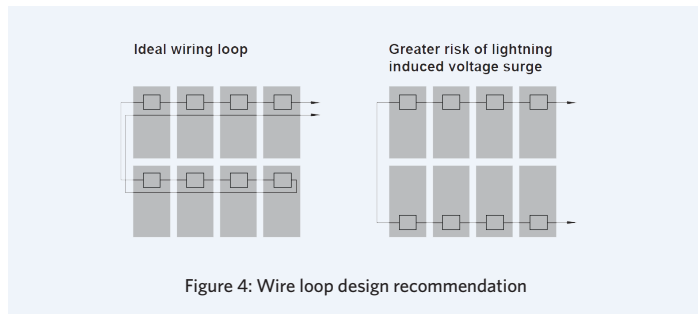 Ideal wiring loop
Greater risk of lightning
induced voltage surge
Figure 4: Wire loop design recommendation